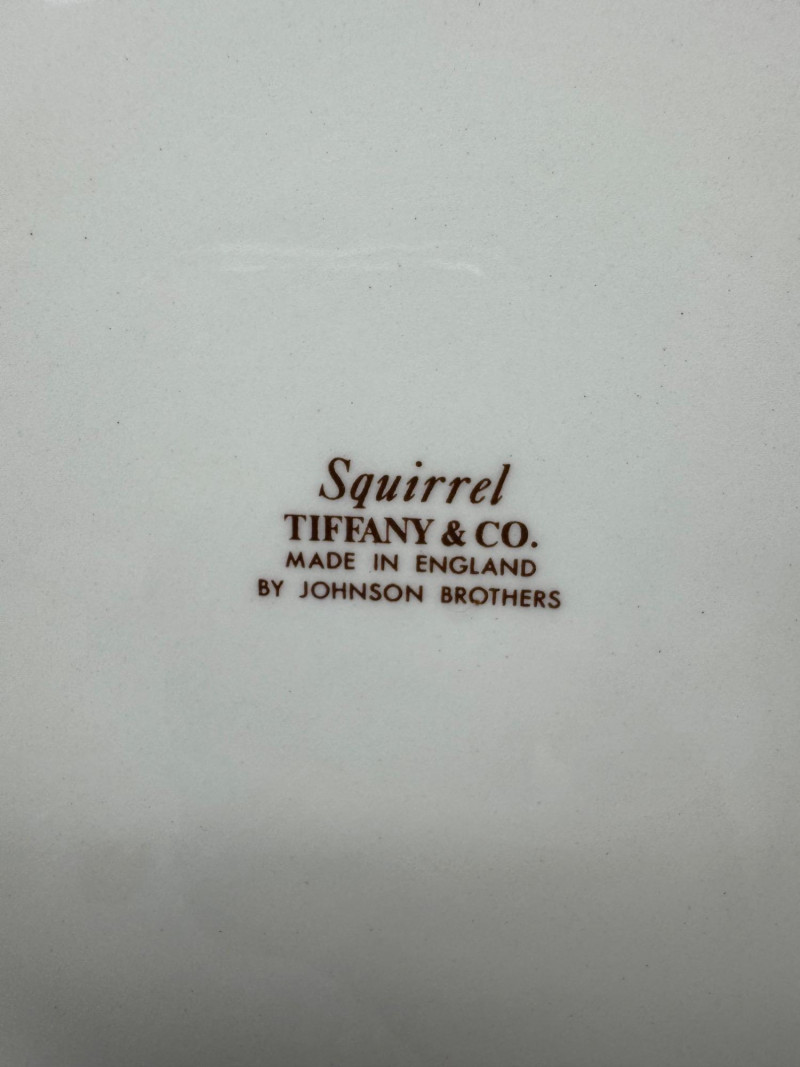 Squirrel
TIFFANY & CO.
MADE IN ENGLAND
BY JOHNSON BROTHERS